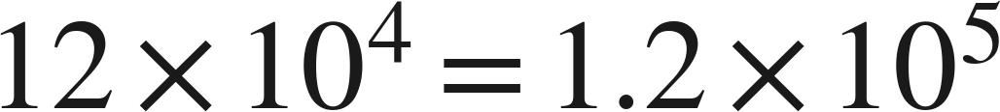 12 × 10⁴ = 1.2 × 10⁵